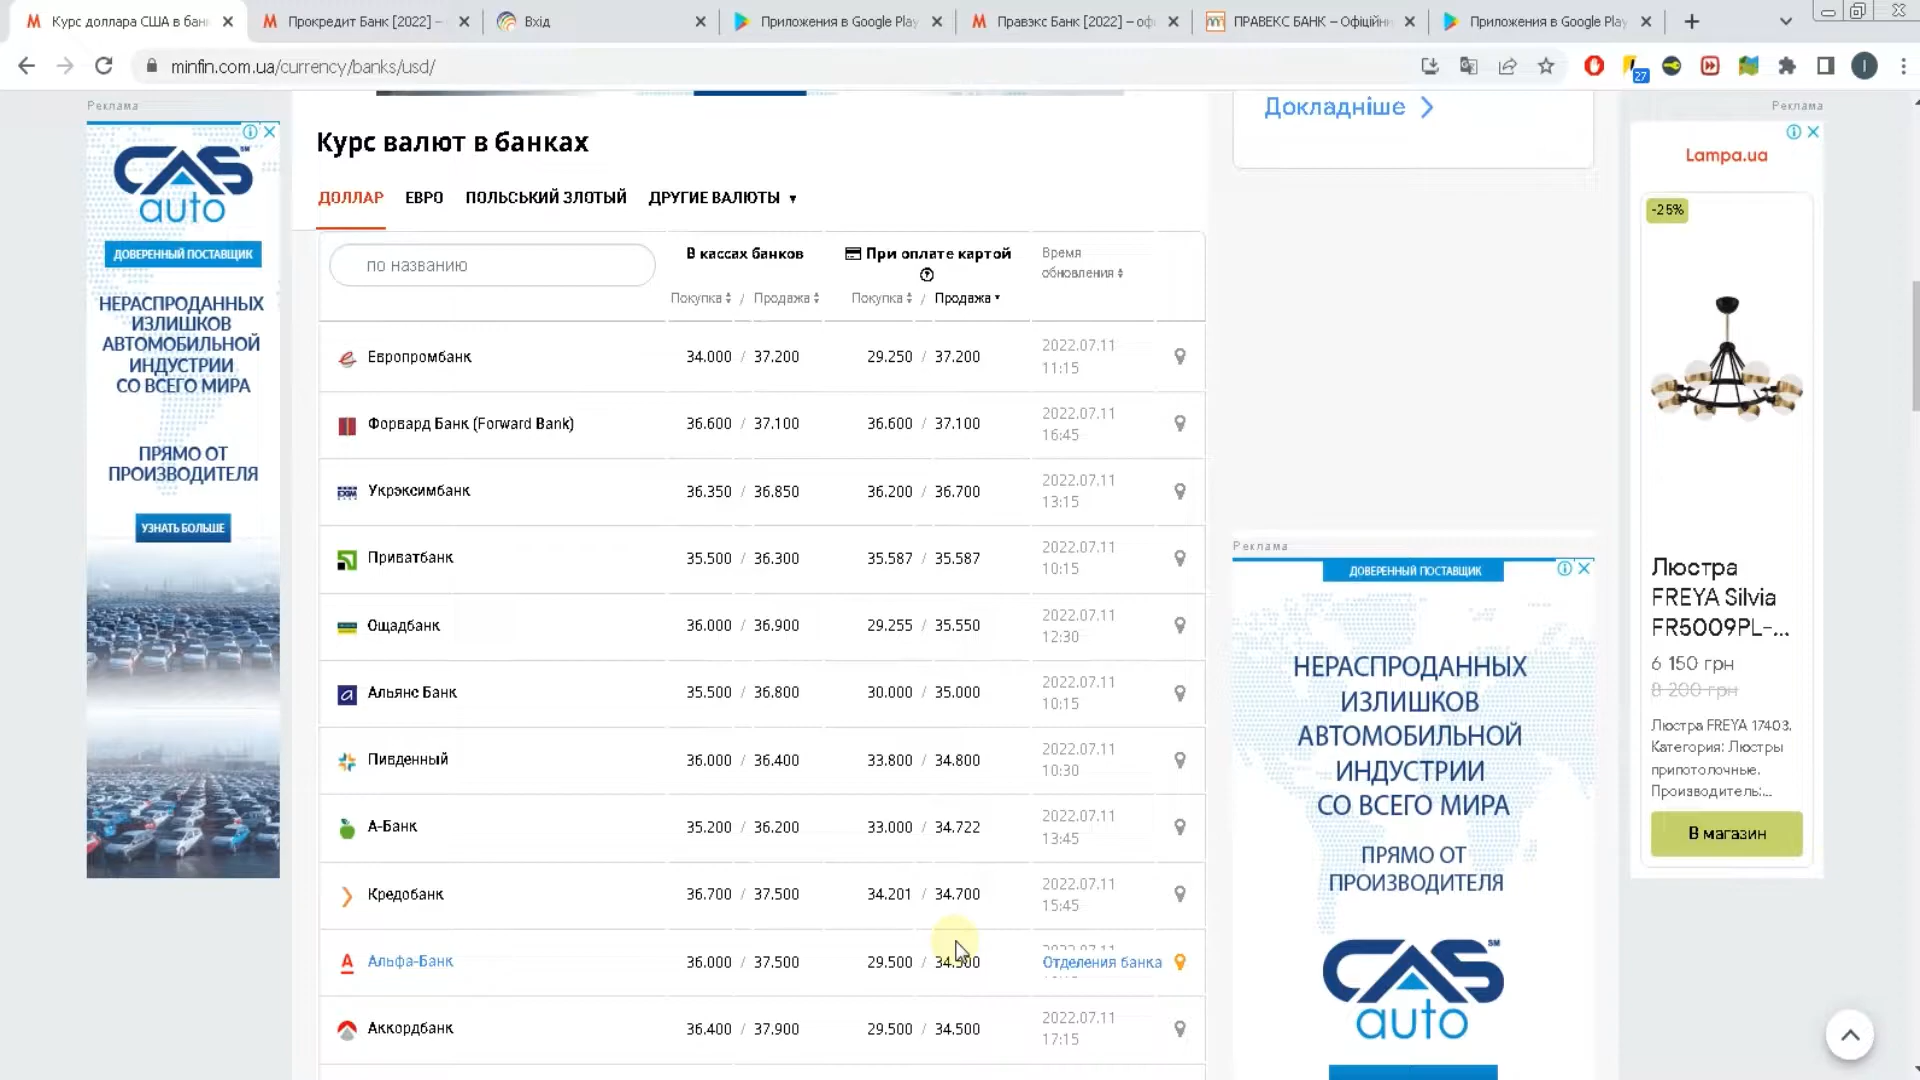 Курс доллара США в бан
Прокредит Банк [2022] –
Вхід
Приложения в Google Play
Правэкс Банк [2022] – оф
ПРАВЕКС БАНК – Офіційни
Приложения в Google Play
minfin.com.ua/currency/banks/usd/
27
I
Реклама
CAS SM
auto
ДОВЕРЕННЫЙ ПОСТАВЩИК
НЕРАСПРОДАННЫХ
ИЗЛИШКОВ
АВТОМОБИЛЬНОЙ
ИНДУСТРИИ
СО ВСЕГО МИРА
ПРЯМО ОТ
ПРОИЗВОДИТЕЛЯ
УЗНАТЬ БОЛЬШЕ
Курс валют в банках
ДОЛЛАР ЕВРО ПОЛЬСЬКИЙ ЗЛОТЫЙ ДРУГИЕ ВАЛЮТЫ
по названию
В кассах банков
При оплате картой
Время
обновления
Покупка / Продажа
Покупка / Продажа
Европромбанк 34.000 / 37.200 29.250 / 37.200 2022.07.11
11:15
Форвард Банк (Forward Bank) 36.600 / 37.100 36.600 / 37.100 2022.07.11
16:45
Укрэксимбанк 36.350 / 36.850 36.200 / 36.700 2022.07.11
13:15
Приватбанк 35.500 / 36.300 35.587 / 35.587 2022.07.11
10:15
Ощадбанк 36.000 / 36.900 29.255 / 35.550 2022.07.11
12:30
Альянс Банк 35.500 / 36.800 30.000 / 35.000 2022.07.11
10:15
Пивденный 36.000 / 36.400 33.800 / 34.800 2022.07.11
10:30
А-Банк 35.200 / 36.200 33.000 / 34.722 2022.07.11
13:45
Кредобанк 36.700 / 37.500 34.201 / 34.700 2022.07.11
15:45
Альфа-Банк 36.000 / 37.500 29.500 / 34.500 Отделения банка
Аккордбанк 36.400 / 37.900 29.500 / 34.500 2022.07.11
17:15
Докладніше
Реклама
ДОВЕРЕННЫЙ ПОСТАВЩИК
НЕРАСПРОДАННЫХ
ИЗЛИШКОВ
АВТОМОБИЛЬНОЙ
ИНДУСТРИИ
СО ВСЕГО МИРА
ПРЯМО ОТ
ПРОИЗВОДИТЕЛЯ
CAS SM
auto
Реклама
Lampa.ua
-25%
Люстра
FREYA Silvia
FR5009PL-...
6 150 грн
8 200 грн
Люстра FREYA 17403.
Категория: Люстры
припотолочные.
Производитель:...
В магазин